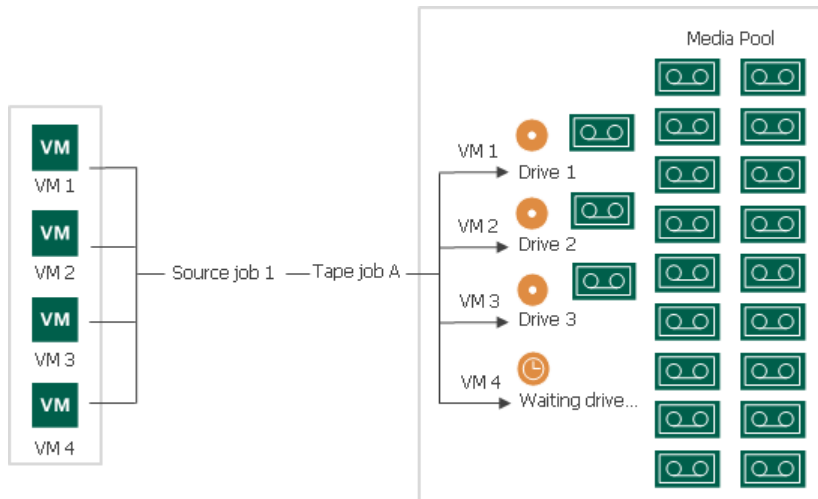 Media Pool
VM
VM 1
VM
VM 2
VM
VM 3
VM
VM 4
Source job 1
Tape job A
VM 1
Drive 1
VM 2
Drive 2
VM 3
Drive 3
VM 4
Waiting drive...